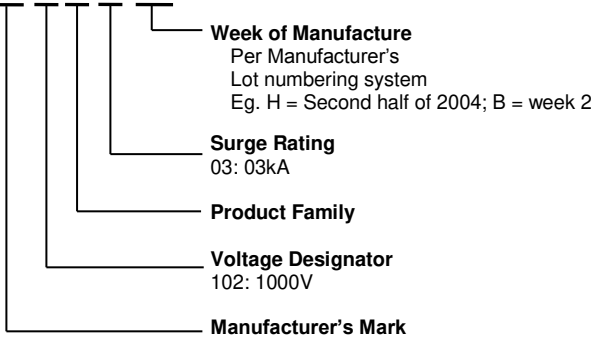 Week of Manufacture
Per Manufacturer's
Lot numbering system
Eg. H = Second half of 2004; B = week 2
Surge Rating
03: 03kA
Product Family
Voltage Designator
102: 1000V
Manufacturer's Mark